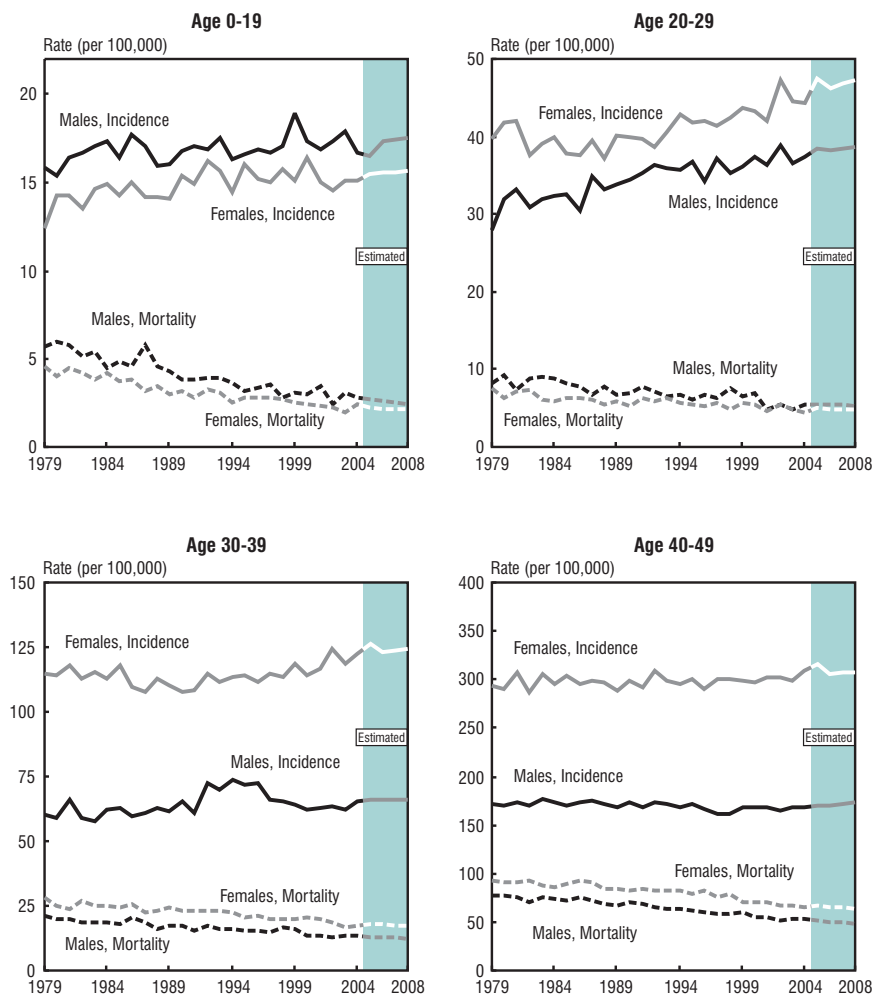 Age 0-19
Rate (per 100,000)
20
15
10
5
0
Males, Incidence
Females, Incidence
Estimated
Males, Mortality
Females, Mortality
1979 1984 1989 1994 1999 2004 2008
Age 20-29
Rate (per 100,000)
50
40
30
20
10
0
Females, Incidence
Males, Incidence
Estimated
Males, Mortality
Females, Mortality
1979 1984 1989 1994 1999 2004 2008
Age 30-39
Rate (per 100,000)
150
125
100
75
50
25
0
Females, Incidence
Estimated
Males, Incidence
Females, Mortality
Males, Mortality
1979 1984 1989 1994 1999 2004 2008
Age 40-49
Rate (per 100,000)
400
350
300
250
200
150
100
50
0
Females, Incidence
Estimated
Males, Incidence
Females, Mortality
Males, Mortality
1979 1984 1989 1994 1999 2004 2008